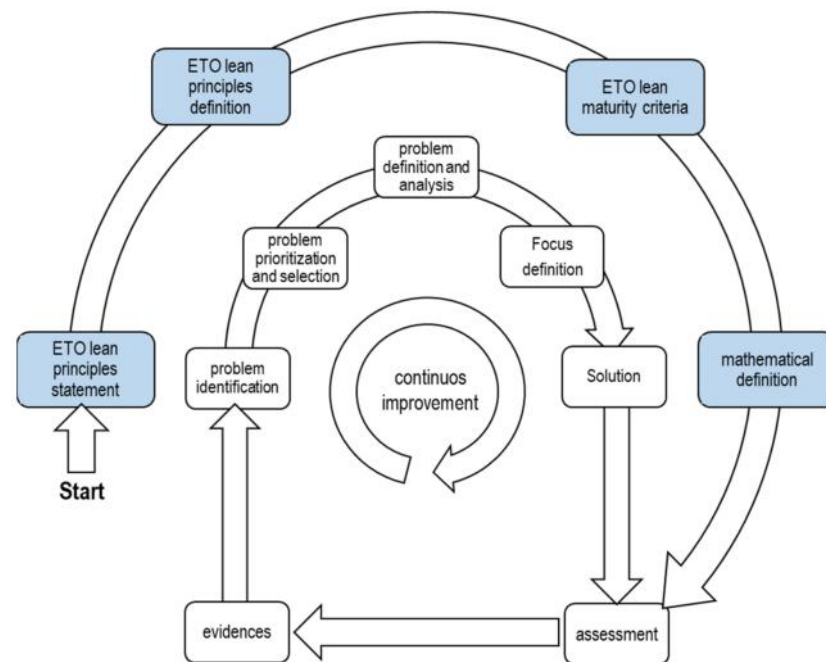 ETO lean
principles
definition
ETO lean
maturity criteria
problem
definition and
analysis
problem
prioritization
and selection
Focus
definition
ETO lean
principles
statement
problem
identification
continuos
improvement
Solution
mathematical
definition
Start
evidences
assessment